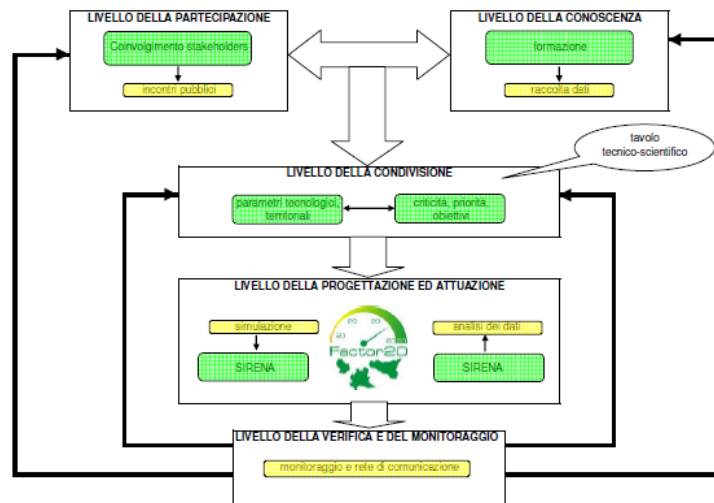 LIVELLO DELLA PARTECIPAZIONE
Coinvolgimento stakeholders
incontri pubblici
LIVELLO DELLA CONOSCENZA
formazione
raccolta dati
tavolo
tecnico-scientifico
LIVELLO DELLA CONDIVISIONE
parametri tecnologici,
territoriali
criticità, priorità,
obiettivi
LIVELLO DELLA PROGETTAZIONE ED ATTUAZIONE
simulazione
SIRENA
20
20
20
2020
Factor20
analisi dei dati
SIRENA
LIVELLO DELLA VERIFICA E DEL MONITORAGGIO
monitoraggio e rete di comunicazione